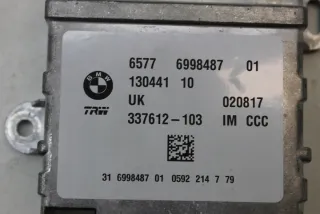 6577 6998487 01
130441 10
BMW
UK 020817
TRW
337612-103 IM CCC
31 6998487 01 0592 214 7 79